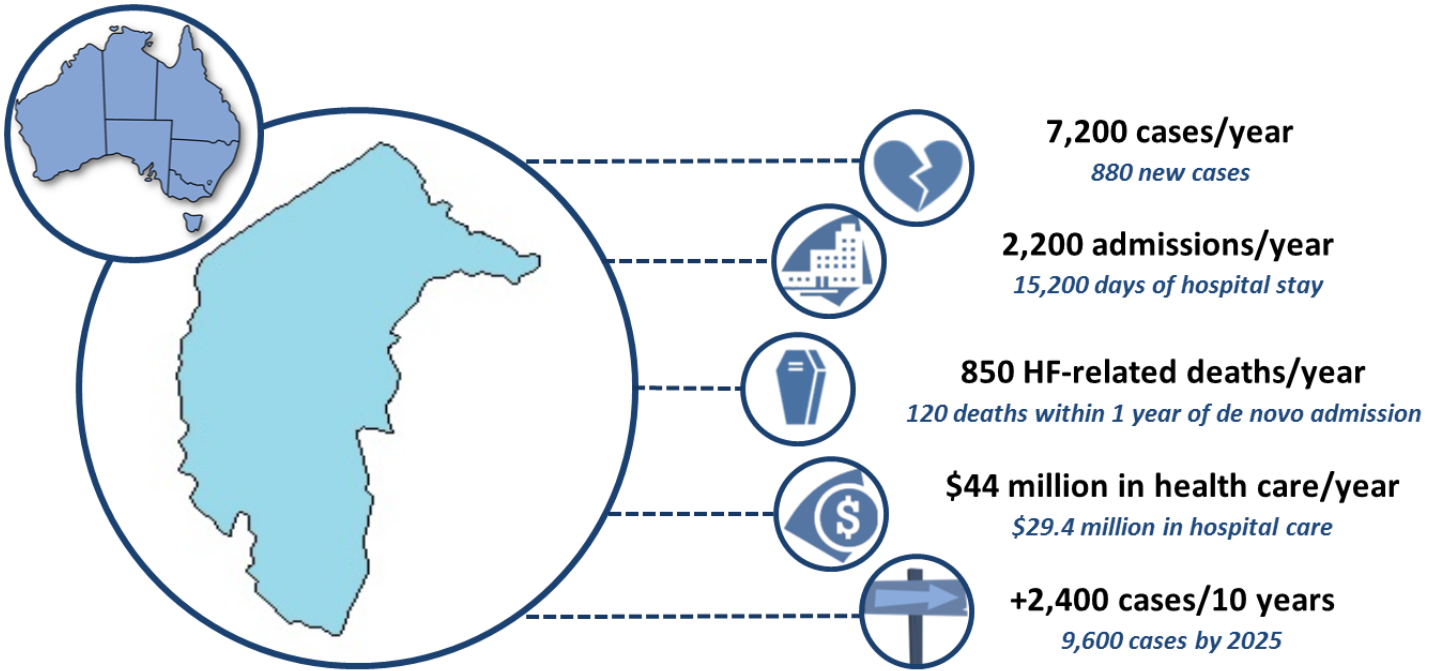 7,200 cases/year
880 new cases
2,200 admissions/year
15,200 days of hospital stay
850 HF-related deaths/year
120 deaths within 1 year of de novo admission
$44 million in health care/year
$
$29.4 million in hospital care
+2,400 cases/10 years
9,600 cases by 2025